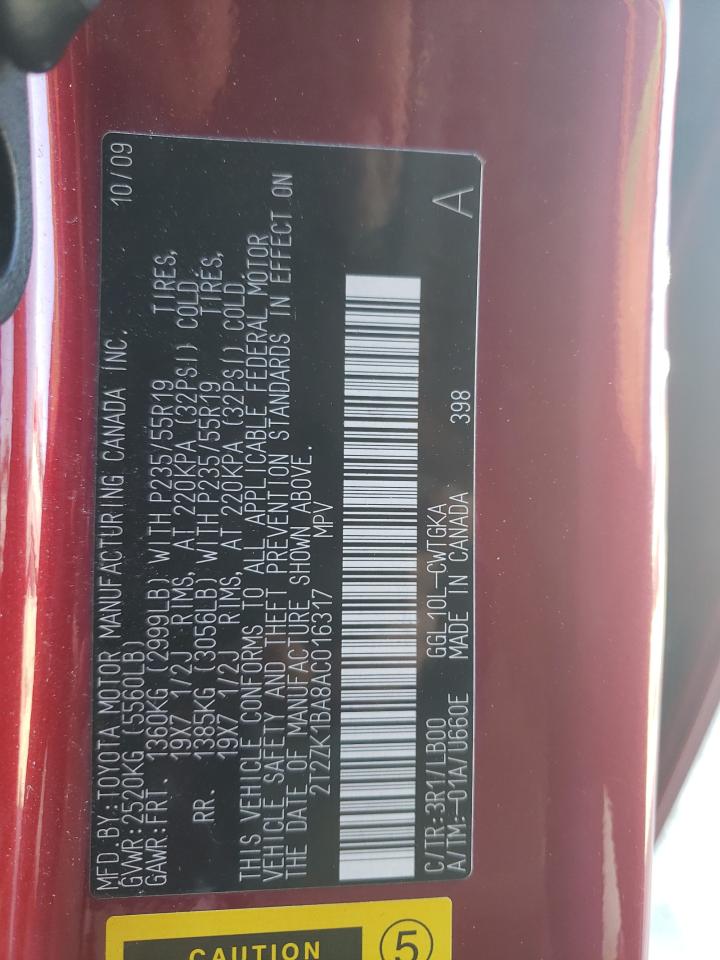 MFD.BY:TOYOTA MOTOR MANUFACTURING CANADA INC. 10/09
GVWR:2520KG (5560LB)
GAWR:FRT. 1360KG (2999LB) WITH P235/55R19 TIRES,
19X7 1/2J RIMS, AT 220KPA (32PSI) COLD.
RR. 1385KG (3056LB) WITH P235/55R19 TIRES,
19X7 1/2J RIMS, AT 220KPA (32PSI) COLD.
THIS VEHICLE CONFORMS TO ALL APPLICABLE FEDERAL MOTOR
VEHICLE SAFETY AND THEFT PREVENTION STANDARDS IN EFFECT ON
THE DATE OF MANUFACTURE SHOWN ABOVE.
2T2ZK1BA8AC016317 MPV
C/TR:3R1/LB00 GGL10L-CWTGKA
A/TM:-01A/U660E MADE IN CANADA 398 A
CAUTION 5